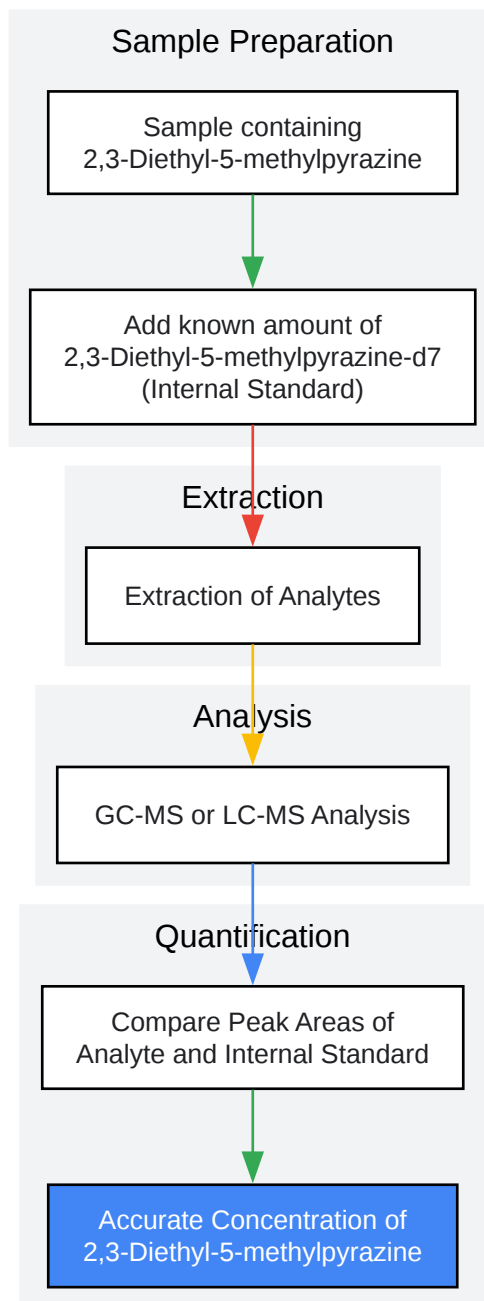 Sample Preparation
Sample containing
2,3-Diethyl-5-methylpyrazine
Add known amount of
2,3-Diethyl-5-methylpyrazine-d7
(Internal Standard)
Extraction
Extraction of Analytes
Analysis
GC-MS or LC-MS Analysis
Quantification
Compare Peak Areas of
Analyte and Internal Standard
Accurate Concentration of
2,3-Diethyl-5-methylpyrazine